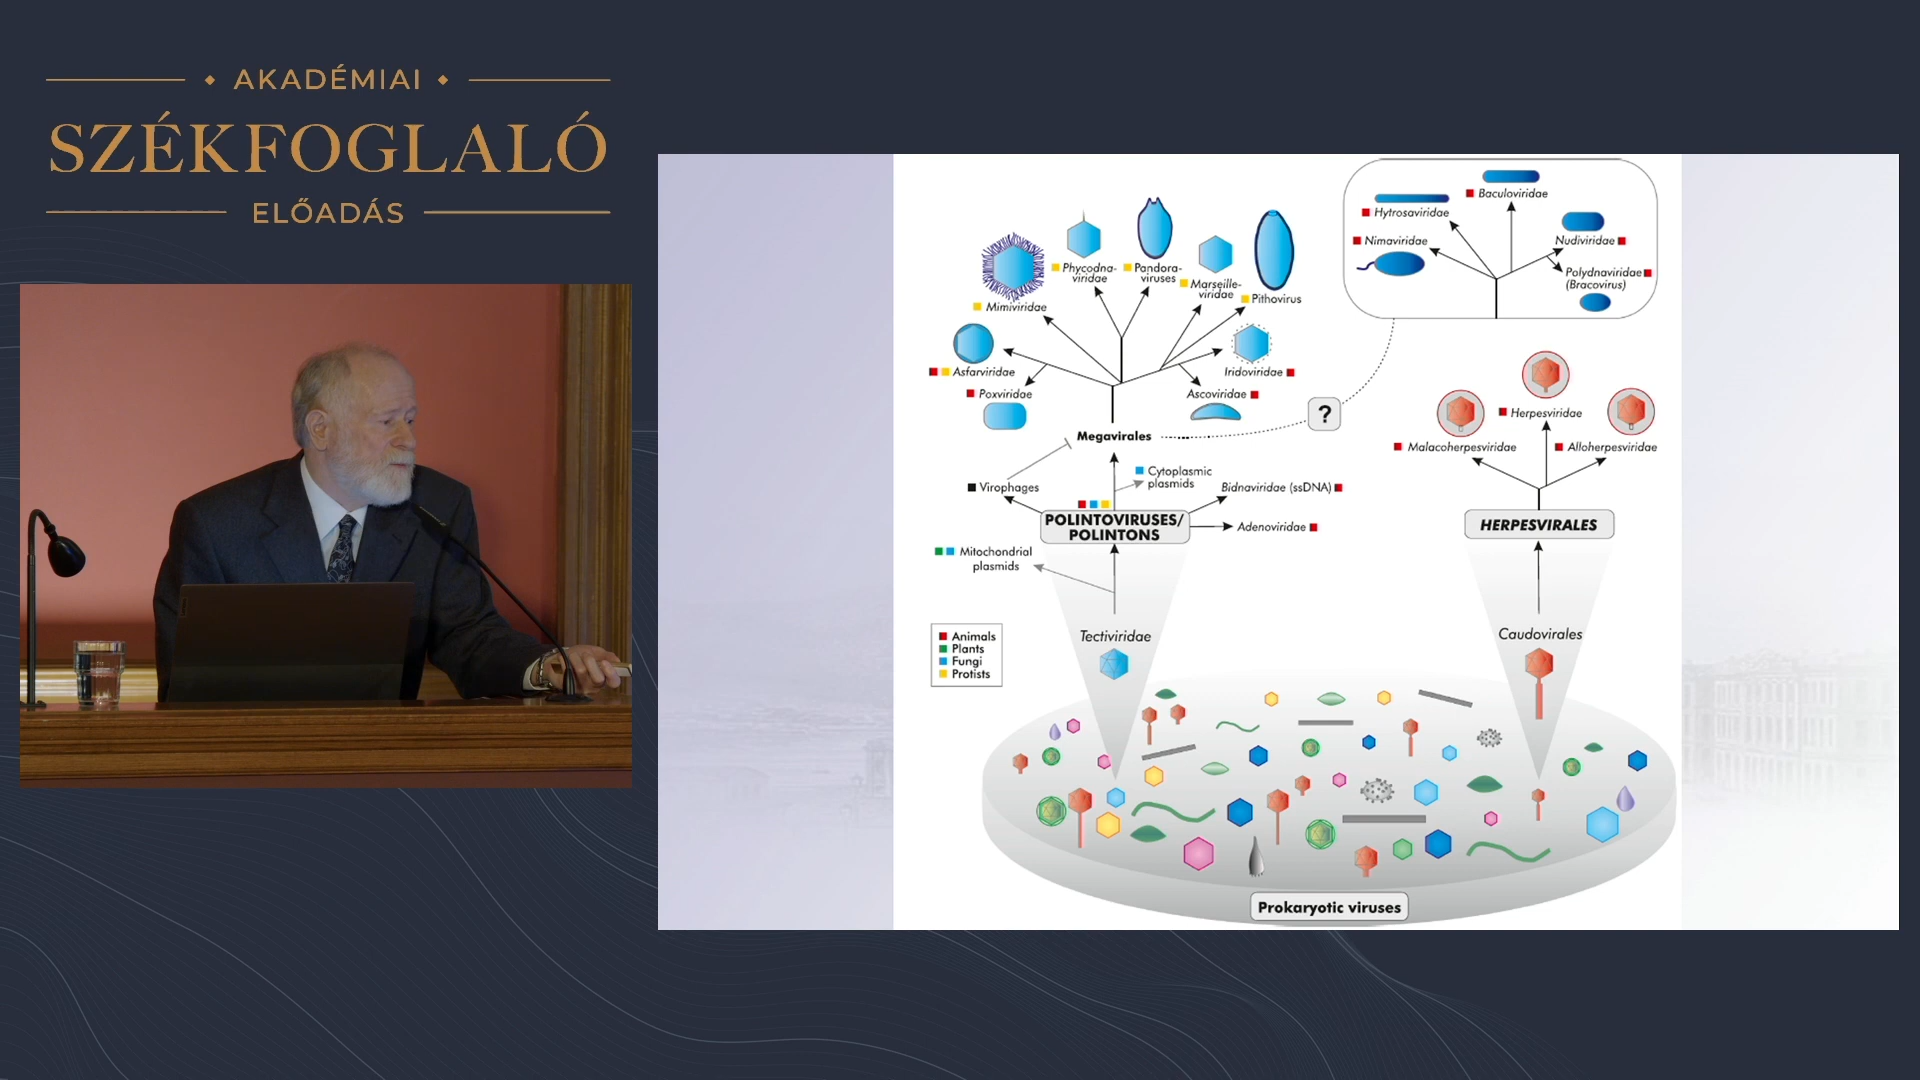 AKADÉMIAI
SZÉKFOGLALÓ
ELŐADÁS
Baculoviridae
Hytrosaviridae
Nimaviridae
Nudiviridae
Polydnaviridae
(Bracovirus)
Phycodna-
viridae
Pandora-
viruses
Marseille-
viridae
Pithovirus
Mimiviridae
Asfarviridae
Iridoviridae
Poxviridae
Ascoviridae
?
Megavirales
Herpesviridae
Malacoherpesviridae
Alloherpesviridae
Virophages
Cytoplasmic
plasmids
Bidnaviridae (ssDNA)
POLINTOVIRUSES/
POLINTONS
Adenoviridae
HERPESVIRALES
Mitochondrial
plasmids
Animals
Plants
Fungi
Protists
Tectiviridae
Caudovirales
Prokaryotic viruses